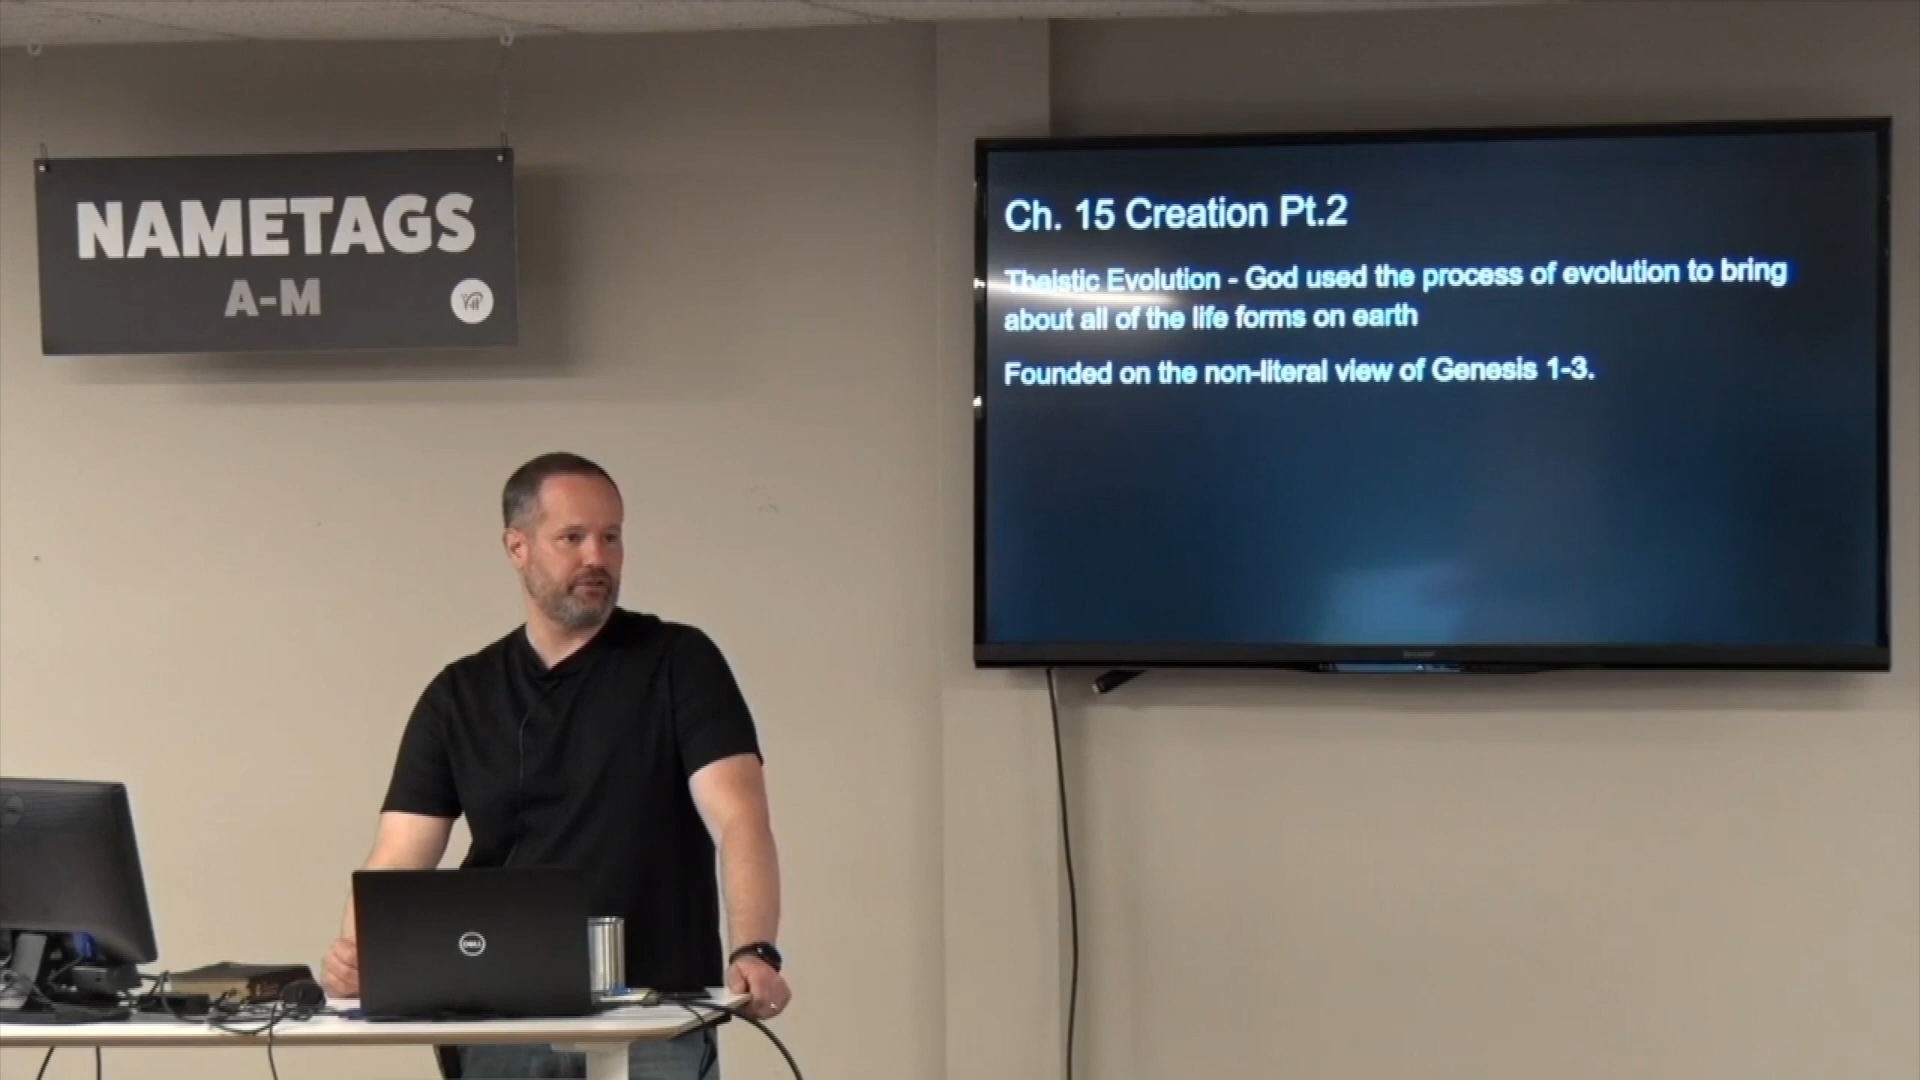 NAMETAGS
A-M
Ch. 15 Creation Pt.2
Theistic Evolution - God used the process of evolution to bring
about all of the life forms on earth
Founded on the non-literal view of Genesis 1-3.
DELL